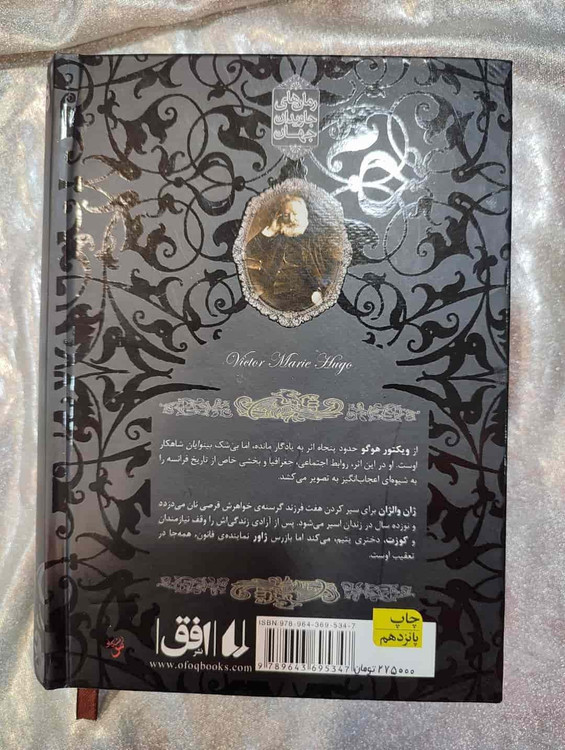 رمان‌های
جاویدان
جهان
Victor Marie Hugo
از ویکتور هوگو حدود پنجاه اثر به یادگار مانده، اما بی‌شک بینوایان شاهکار
اوست. او در این اثر، روابط اجتماعی، جغرافیا و بخشی خاص از تاریخ فرانسه را
به شیوه‌ای اعجاب‌انگیز به تصویر می‌کشد.
ژان والژان برای سیر کردن هفت فرزند گرسنه‌ی خواهرش قرصی نان می‌دزدد
و نوزده سال در زندان اسیر می‌شود. پس از آزادی زندگی‌اش را وقف نیازمندان
و کوزت، دختری یتیم، می‌کند اما بازرس ژاور نماینده‌ی قانون، همه‌جا در
تعقیب اوست.
نشر افق
www.ofoqbooks.com
ISBN 978-964-369-534-7
9789643695347
۲۷۵۰۰۰ تومان
چاپ
پانزدهم